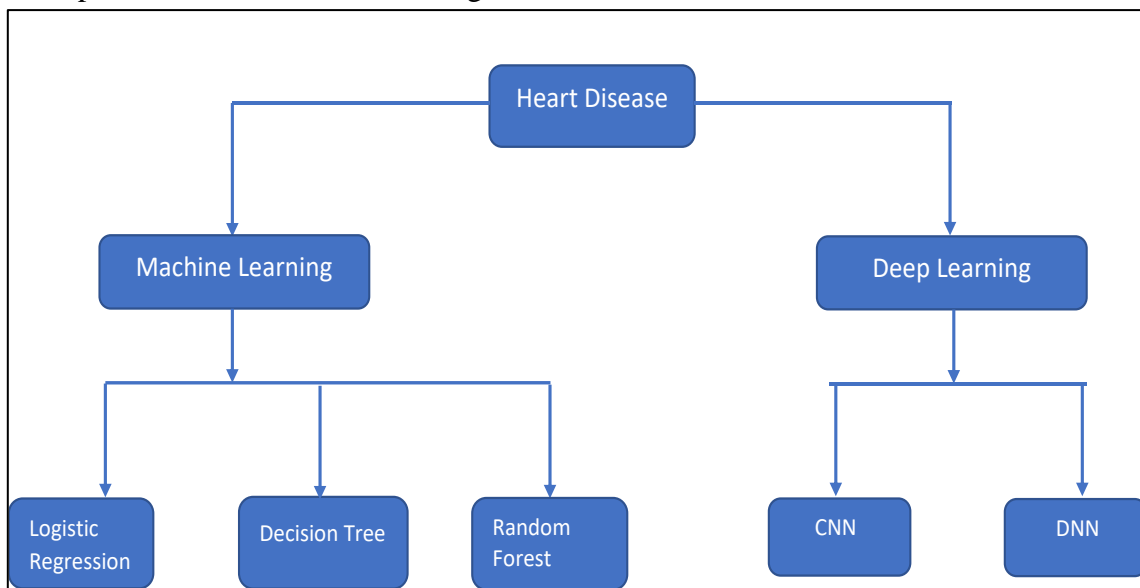 Heart Disease
Machine Learning
Deep Learning
Logistic
Regression
Decision Tree
Random
Forest
CNN
DNN